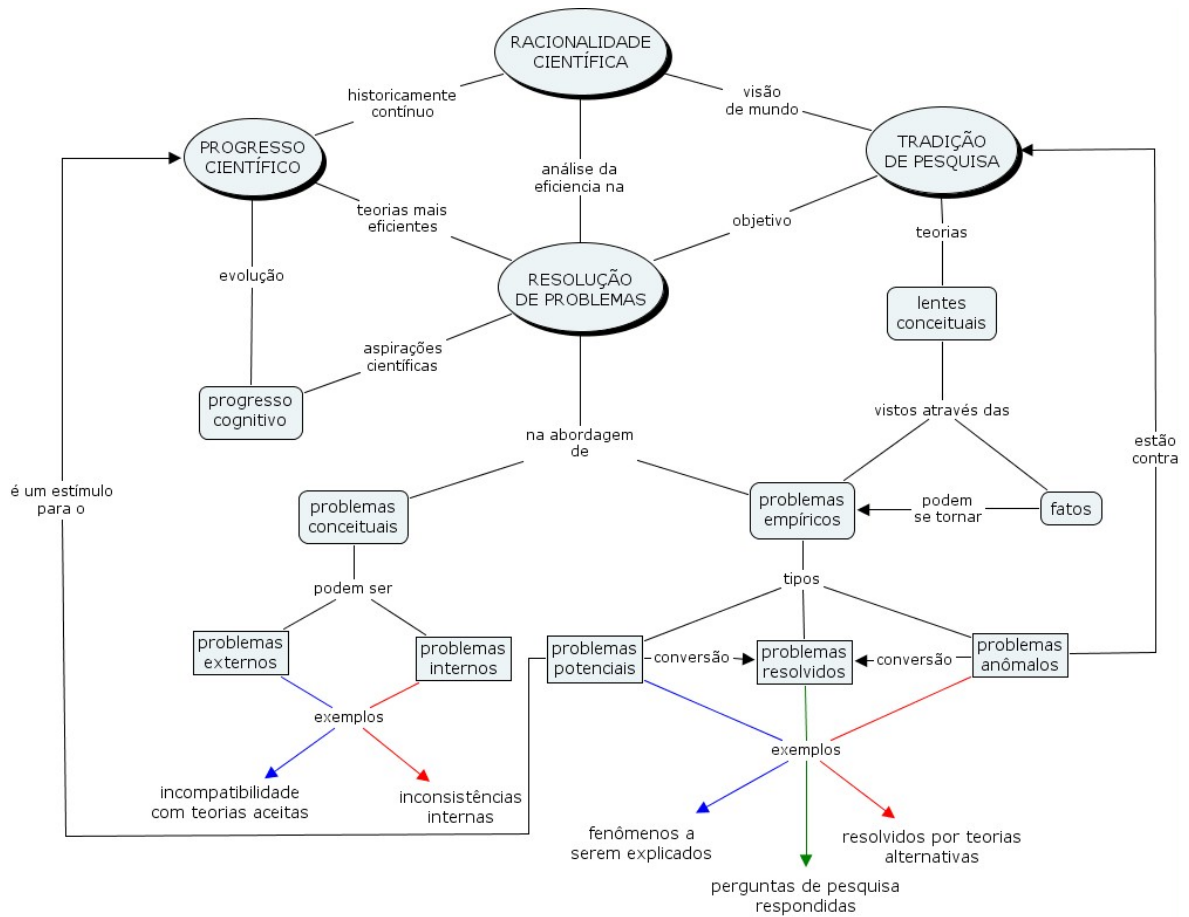 RACIONALIDADE
CIENTÍFICA
historicamente
contínuo
visão
de mundo
PROGRESSO
CIENTÍFICO
TRADIÇÃO
DE PESQUISA
análise da
eficiencia na
teorias mais
eficientes
objetivo
teorias
evolução
RESOLUÇÃO
DE PROBLEMAS
lentes
conceituais
aspirações
científicas
progresso
cognitivo
vistos através das
na abordagem
de
estão
contra
é um estímulo
para o
problemas
conceituais
problemas
empíricos
podem
se tornar
fatos
podem ser
tipos
problemas
externos
problemas
internos
problemas
potenciais
conversão
problemas
resolvidos
conversão
problemas
anômalos
exemplos
exemplos
incompatibilidade
com teorias aceitas
inconsistências
internas
fenômenos a
serem explicados
resolvidos por teorias
alternativas
perguntas de pesquisa
respondidas